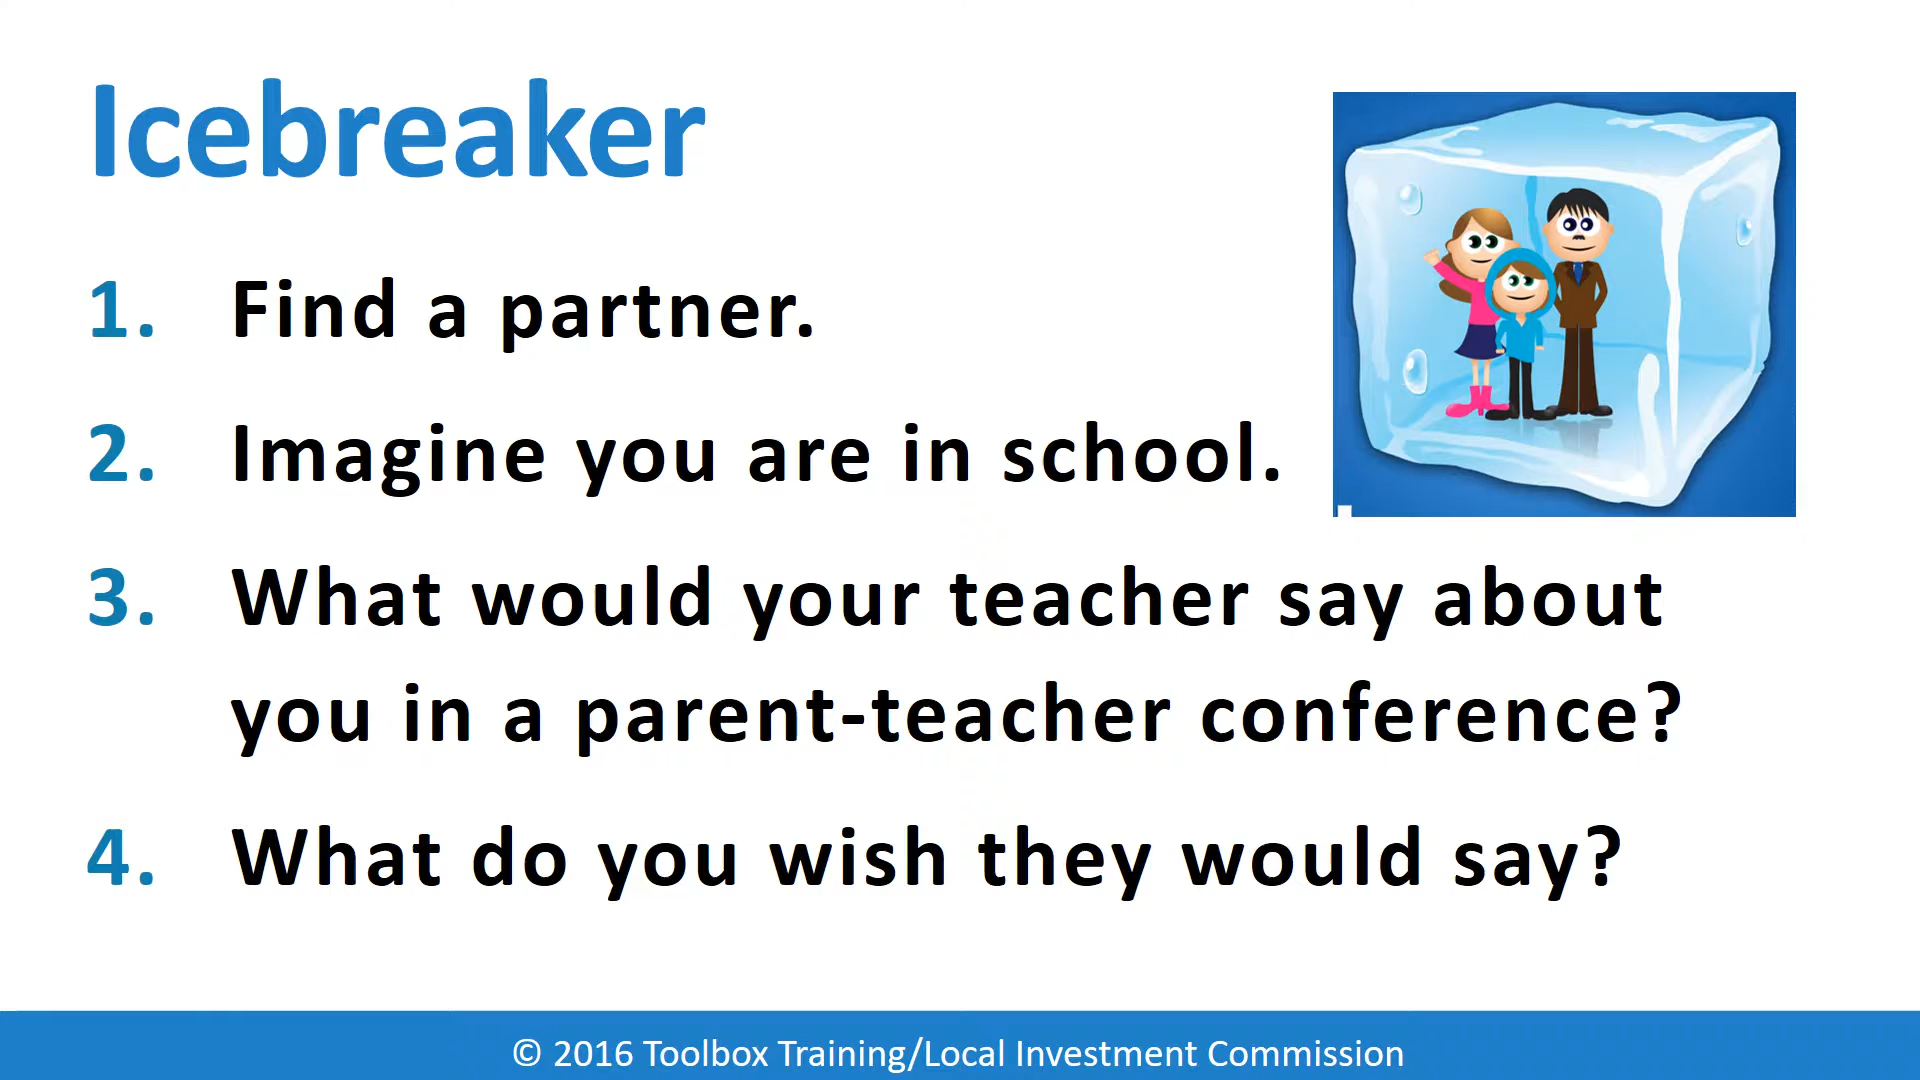 Icebreaker
1. Find a partner.
2. Imagine you are in school.
3. What would your teacher say about
you in a parent-teacher conference?
4. What do you wish they would say?
© 2016 Toolbox Training/Local Investment Commission